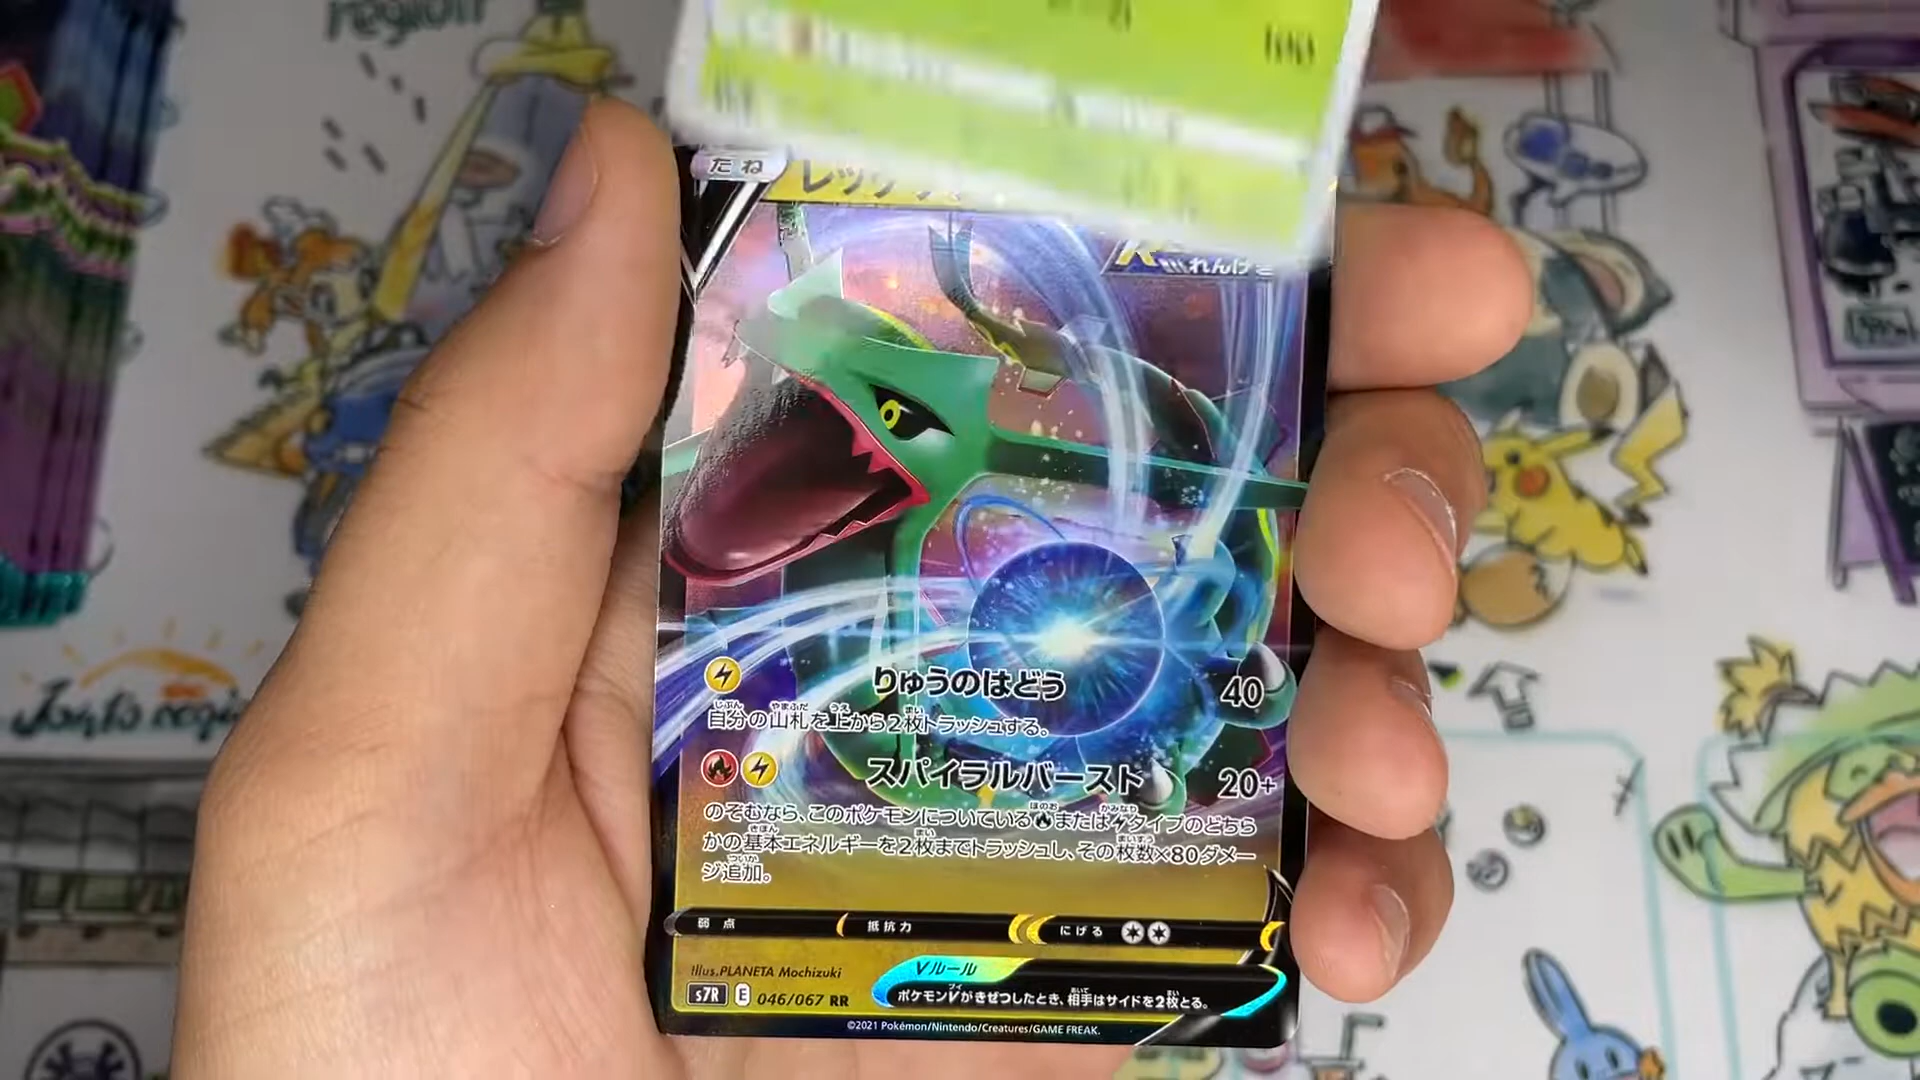 region
たね
れんげき
りゅうのはどう 40
自分の山札を上から2枚トラッシュする。
スパイラルバースト 20+
のぞむなら、このポケモンについている または タイプのどちら
かの基本エネルギーを2枚までトラッシュし、その枚数×80ダメー
ジ追加。
弱点 抵抗力 にげる
Illus.PLANETA Mochizuki
Vルール
s7R E 046/067 RR
ポケモンVがきぜつしたとき、相手はサイドを2枚とる。
©2021 Pokémon/Nintendo/Creatures/GAME FREAK.
Johto region